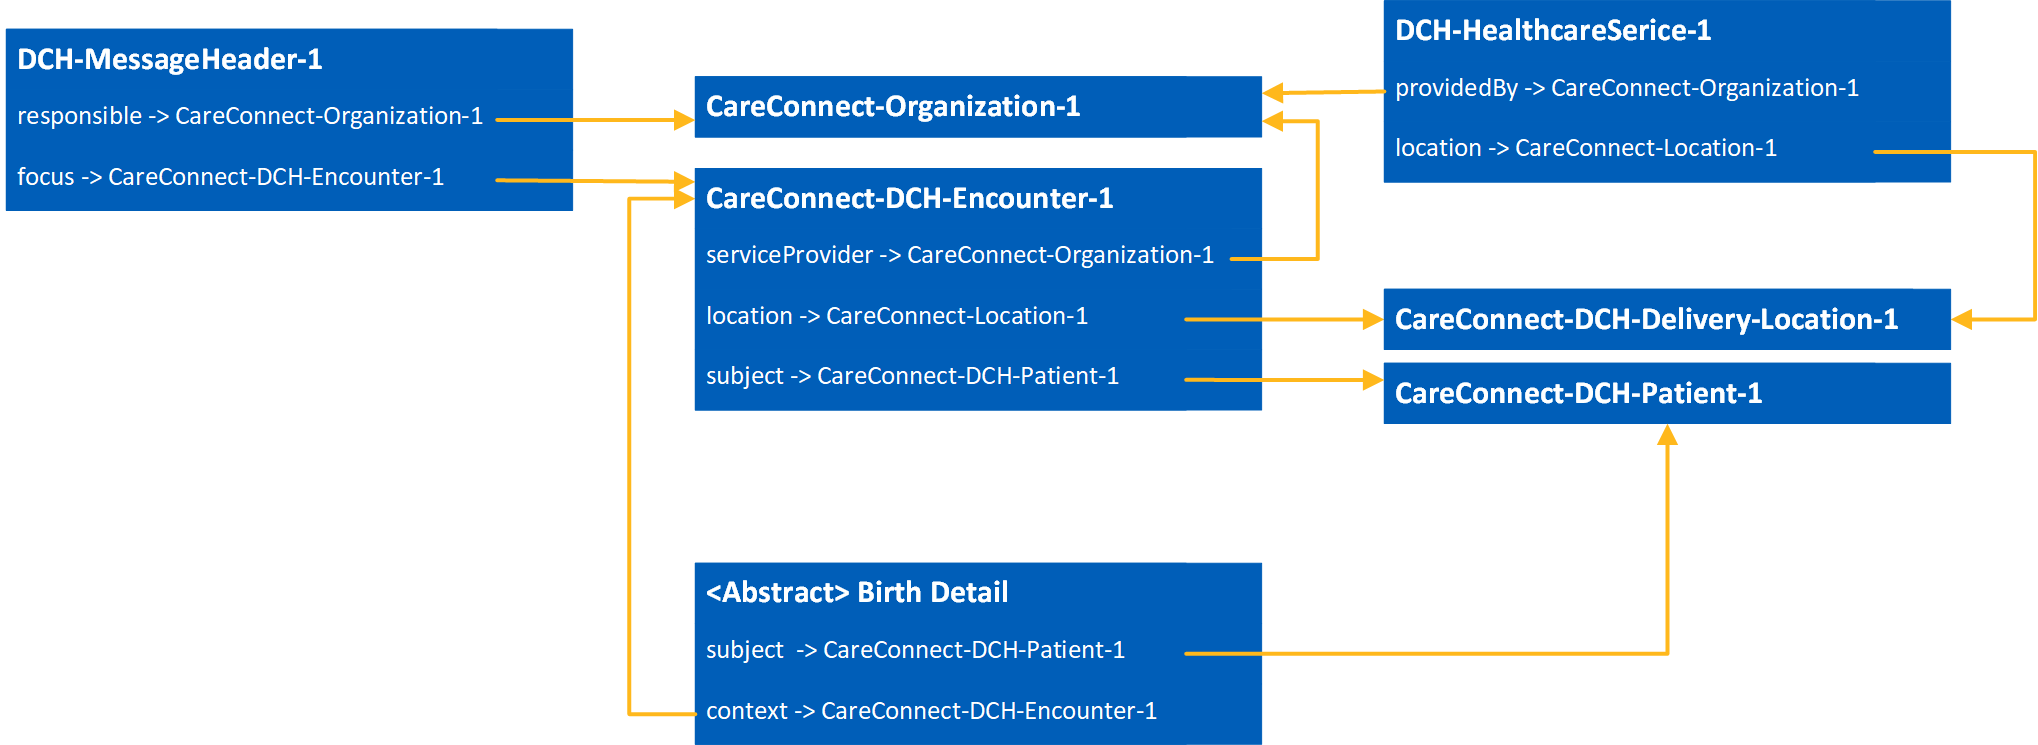 DCH-MessageHeader-1
responsible -> CareConnect-Organization-1
focus -> CareConnect-DCH-Encounter-1
CareConnect-Organization-1
CareConnect-DCH-Encounter-1
serviceProvider -> CareConnect-Organization-1
location -> CareConnect-Location-1
subject -> CareConnect-DCH-Patient-1
DCH-HealthcareSerice-1
providedBy -> CareConnect-Organization-1
location -> CareConnect-Location-1
CareConnect-DCH-Delivery-Location-1
CareConnect-DCH-Patient-1
<Abstract> Birth Detail
subject  -> CareConnect-DCH-Patient-1
context -> CareConnect-DCH-Encounter-1